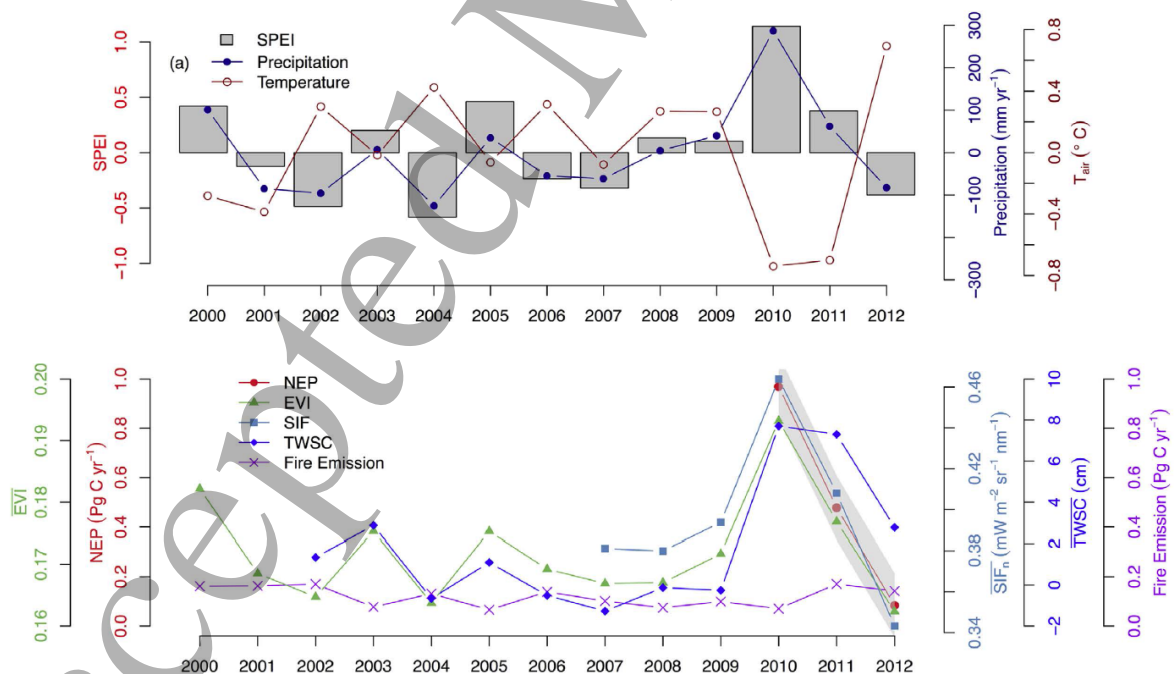 (a)
SPEI
Precipitation
Temperature
SPEI
1.0
0.5
0.0
−0.5
−1.0
300
200
100
0
−100
−300
Precipitation (mm yr−1)
0.8
0.4
0.0
−0.4
−0.8
Tair (° C)
2000 2001 2002 2003 2004 2005 2006 2007 2008 2009 2010 2011 2012
NEP
EVI
SIF
TWSC
Fire Emission
EVI
0.20
0.19
0.18
0.17
0.16
NEP (Pg C yr−1)
1.0
0.8
0.6
0.4
0.2
0.0
0.46
0.42
0.38
0.34
SIFn (mW m−2 sr−1 nm−1)
10
8
6
4
2
0
−2
TWSC (cm)
1.0
0.8
0.6
0.4
0.2
0.0
Fire Emission (Pg C yr−1)
2000 2001 2002 2003 2004 2005 2006 2007 2008 2009 2010 2011 2012
cepted M